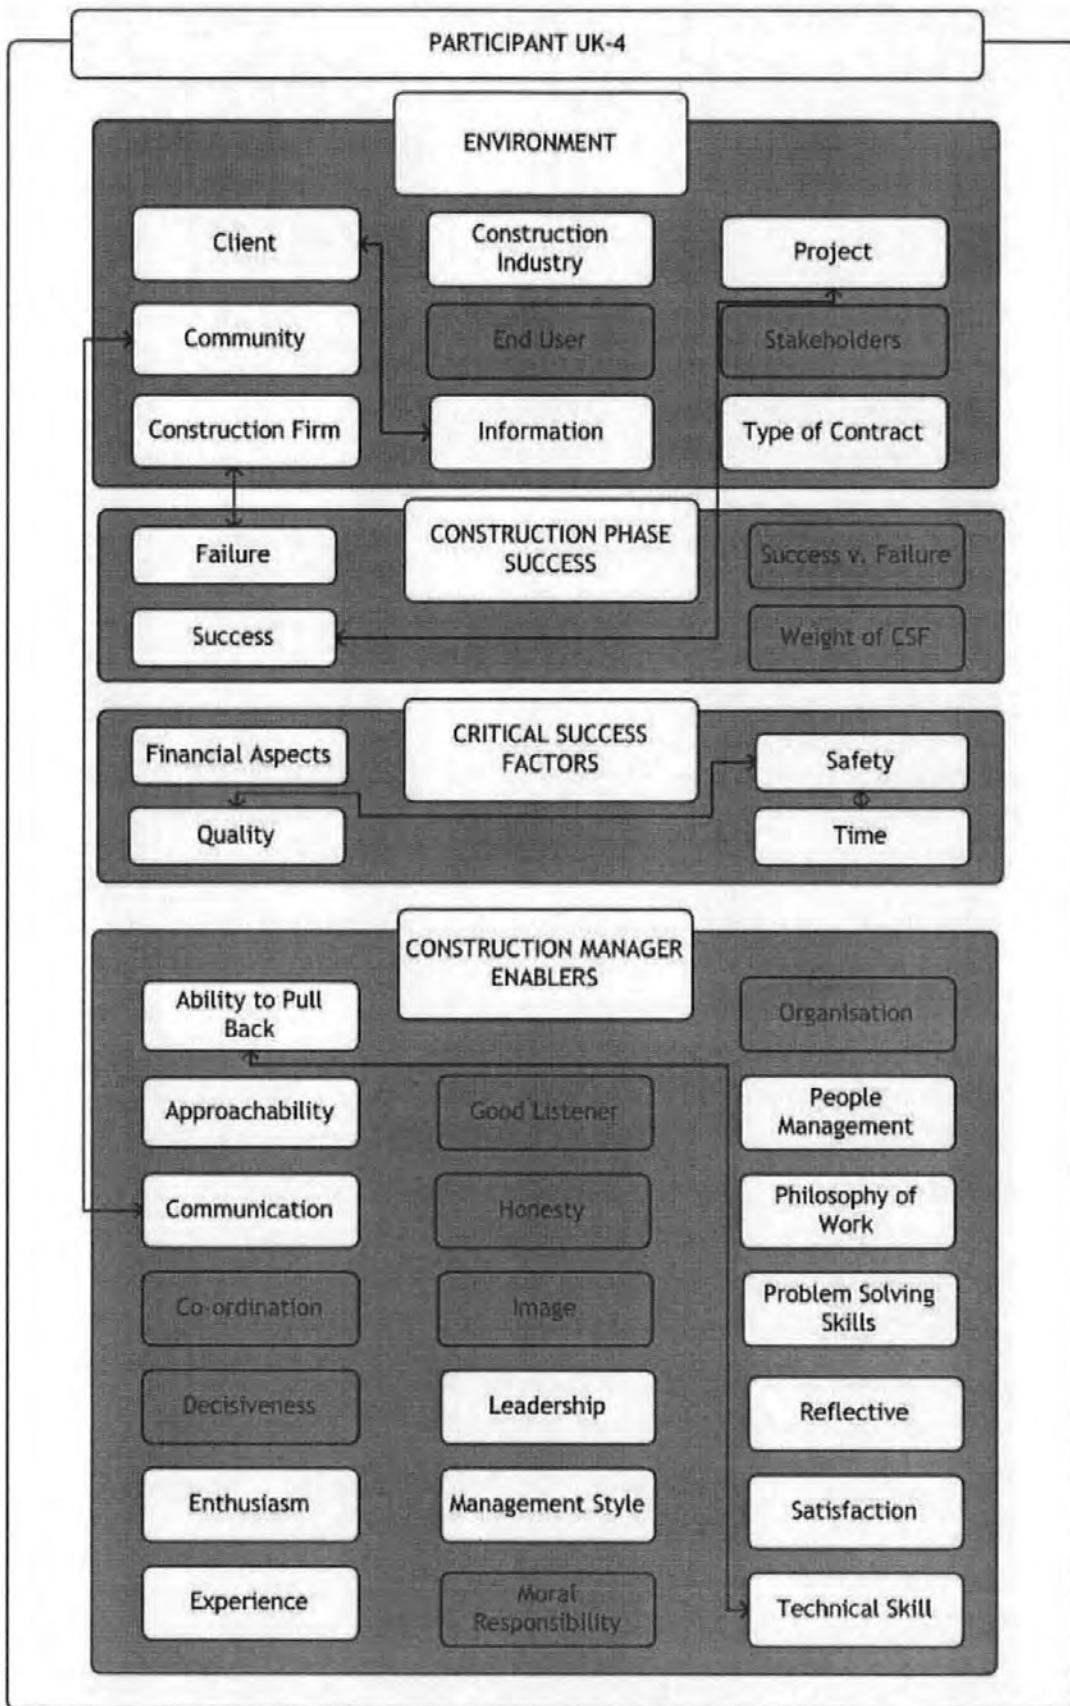 PARTICIPANT UK-4
ENVIRONMENT
Client
Construction
Industry
Project
Community
End User
Stakeholders
Construction Firm
Information
Type of Contract
CONSTRUCTION PHASE
SUCCESS
Failure
Success v. Failure
Success
Weight of CSF
CRITICAL SUCCESS
FACTORS
Financial Aspects
Safety
Quality
Time
CONSTRUCTION MANAGER
ENABLERS
Ability to Pull
Back
Organisation
Approachability
Good Listener
People
Management
Communication
Honesty
Philosophy of
Work
Co-ordination
Image
Problem Solving
Skills
Decisiveness
Leadership
Reflective
Enthusiasm
Management Style
Satisfaction
Experience
Moral
Responsibility
Technical Skill